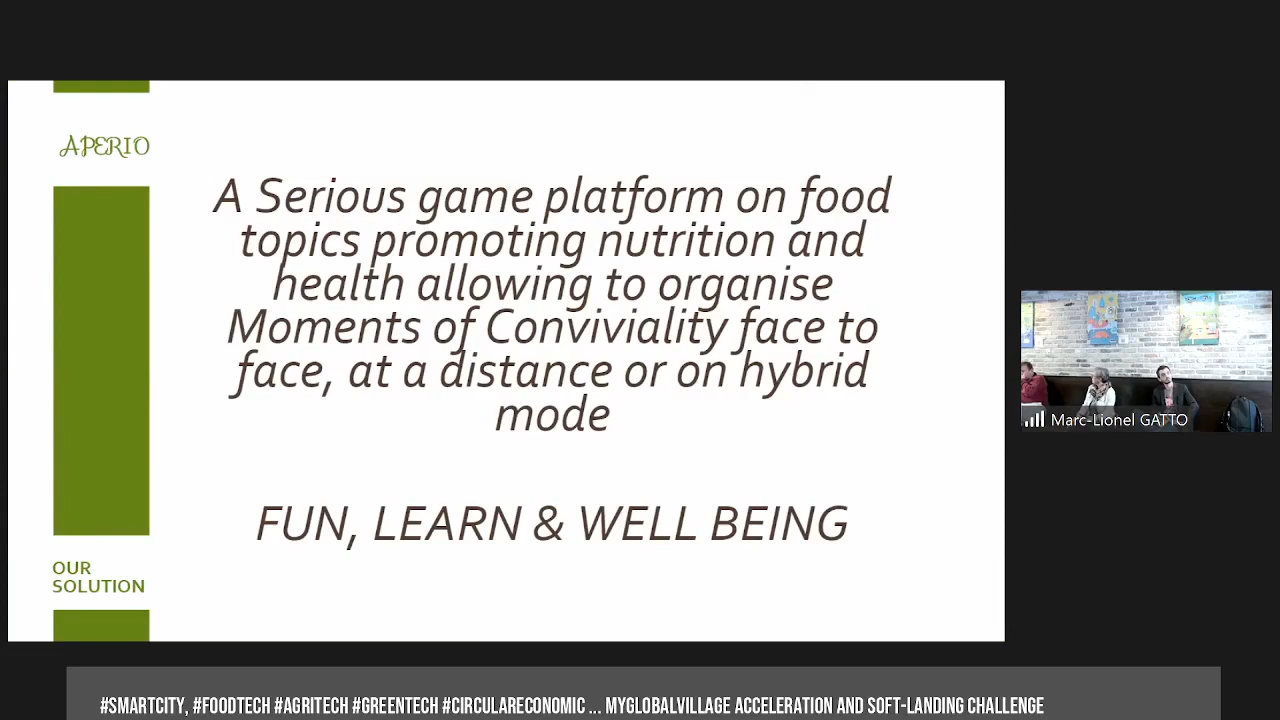 APERIO
A Serious game platform on food
topics promoting nutrition and
health allowing to organise
Moments of Conviviality face to
face, at a distance or on hybrid
mode
FUN, LEARN & WELL BEING
OUR
SOLUTION
Marc-Lionel GATTO
#SMARTCITY, #FOODTECH #AGRITECH #GREENTECH #CIRCULARECONOMIC ... MYGLOBALVILLAGE ACCELERATION AND SOFT-LANDING CHALLENGE